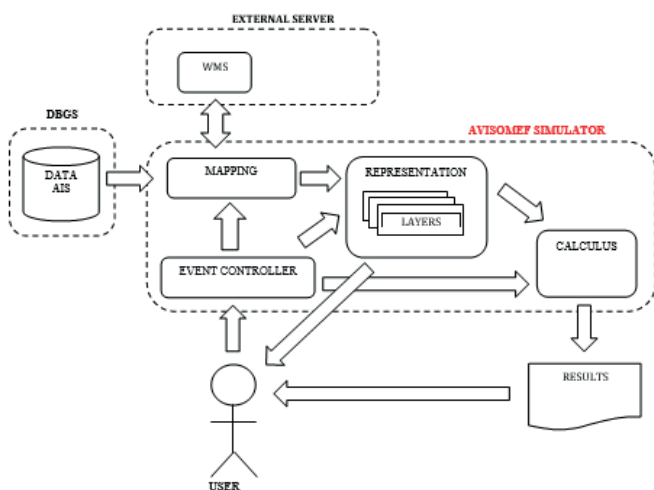 EXTERNAL SERVER
WMS
DBGS
AVISOMEF SIMULATOR
DATA
AIS
MAPPING
REPRESENTATION
LAYERS
EVENT CONTROLLER
CALCULUS
RESULTS
USER